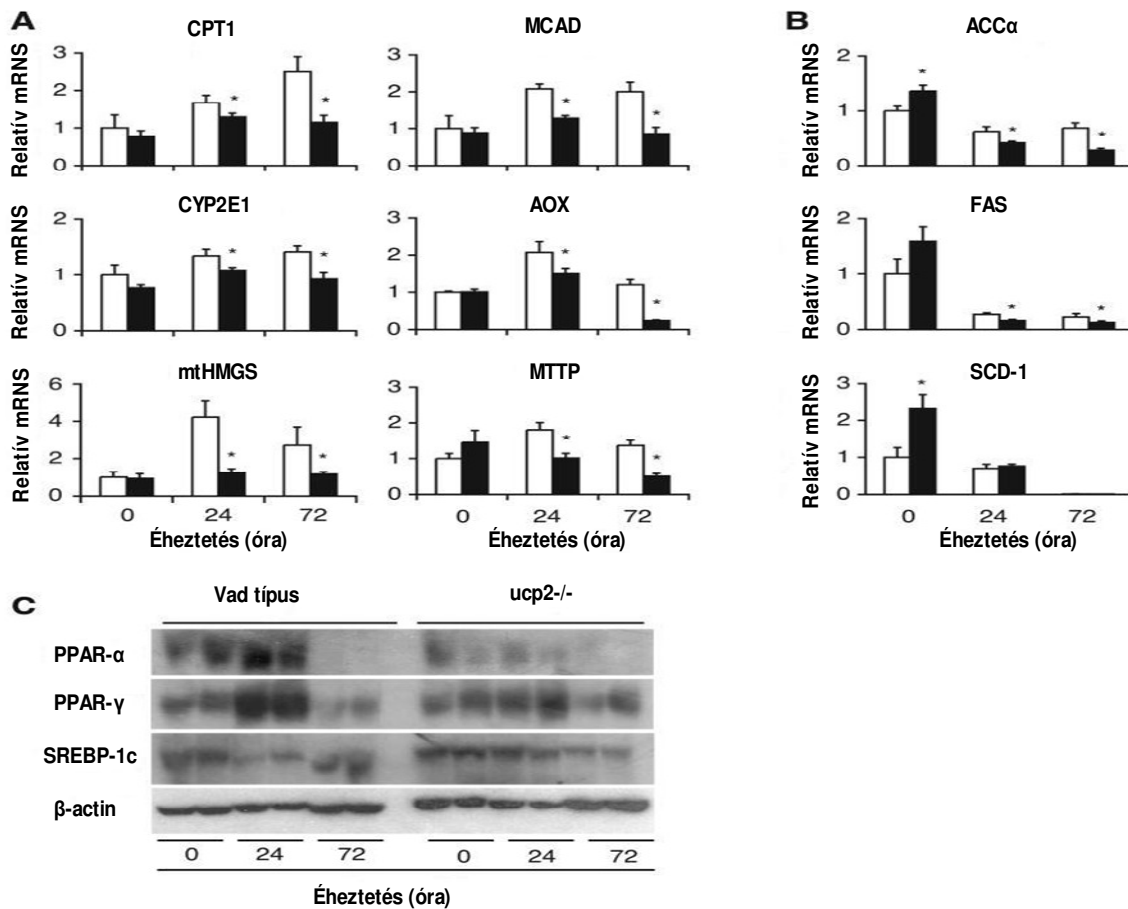 A
B
CPT1
MCAD
ACCα
Relatív mRNS
3
2
1
0
3
2
1
0
Relatív mRNS
2
1
0
*
*
*
*
*
*
*
CYP2E1
AOX
FAS
Relatív mRNS
2
1
0
3
2
1
0
Relatív mRNS
2
1
0
*
*
*
*
*
*
mtHMGS
MTTP
SCD-1
Relatív mRNS
6
4
2
0
3
2
1
0
Relatív mRNS
3
2
1
0
*
*
*
*
*
0 24 72
0 24 72
0 24 72
Éheztetés (óra)
Éheztetés (óra)
Éheztetés (óra)
C
Vad típus
ucp2-/-
PPAR-α
PPAR-γ
SREBP-1c
β-actin
0 24 72 0 24 72
Éheztetés (óra)